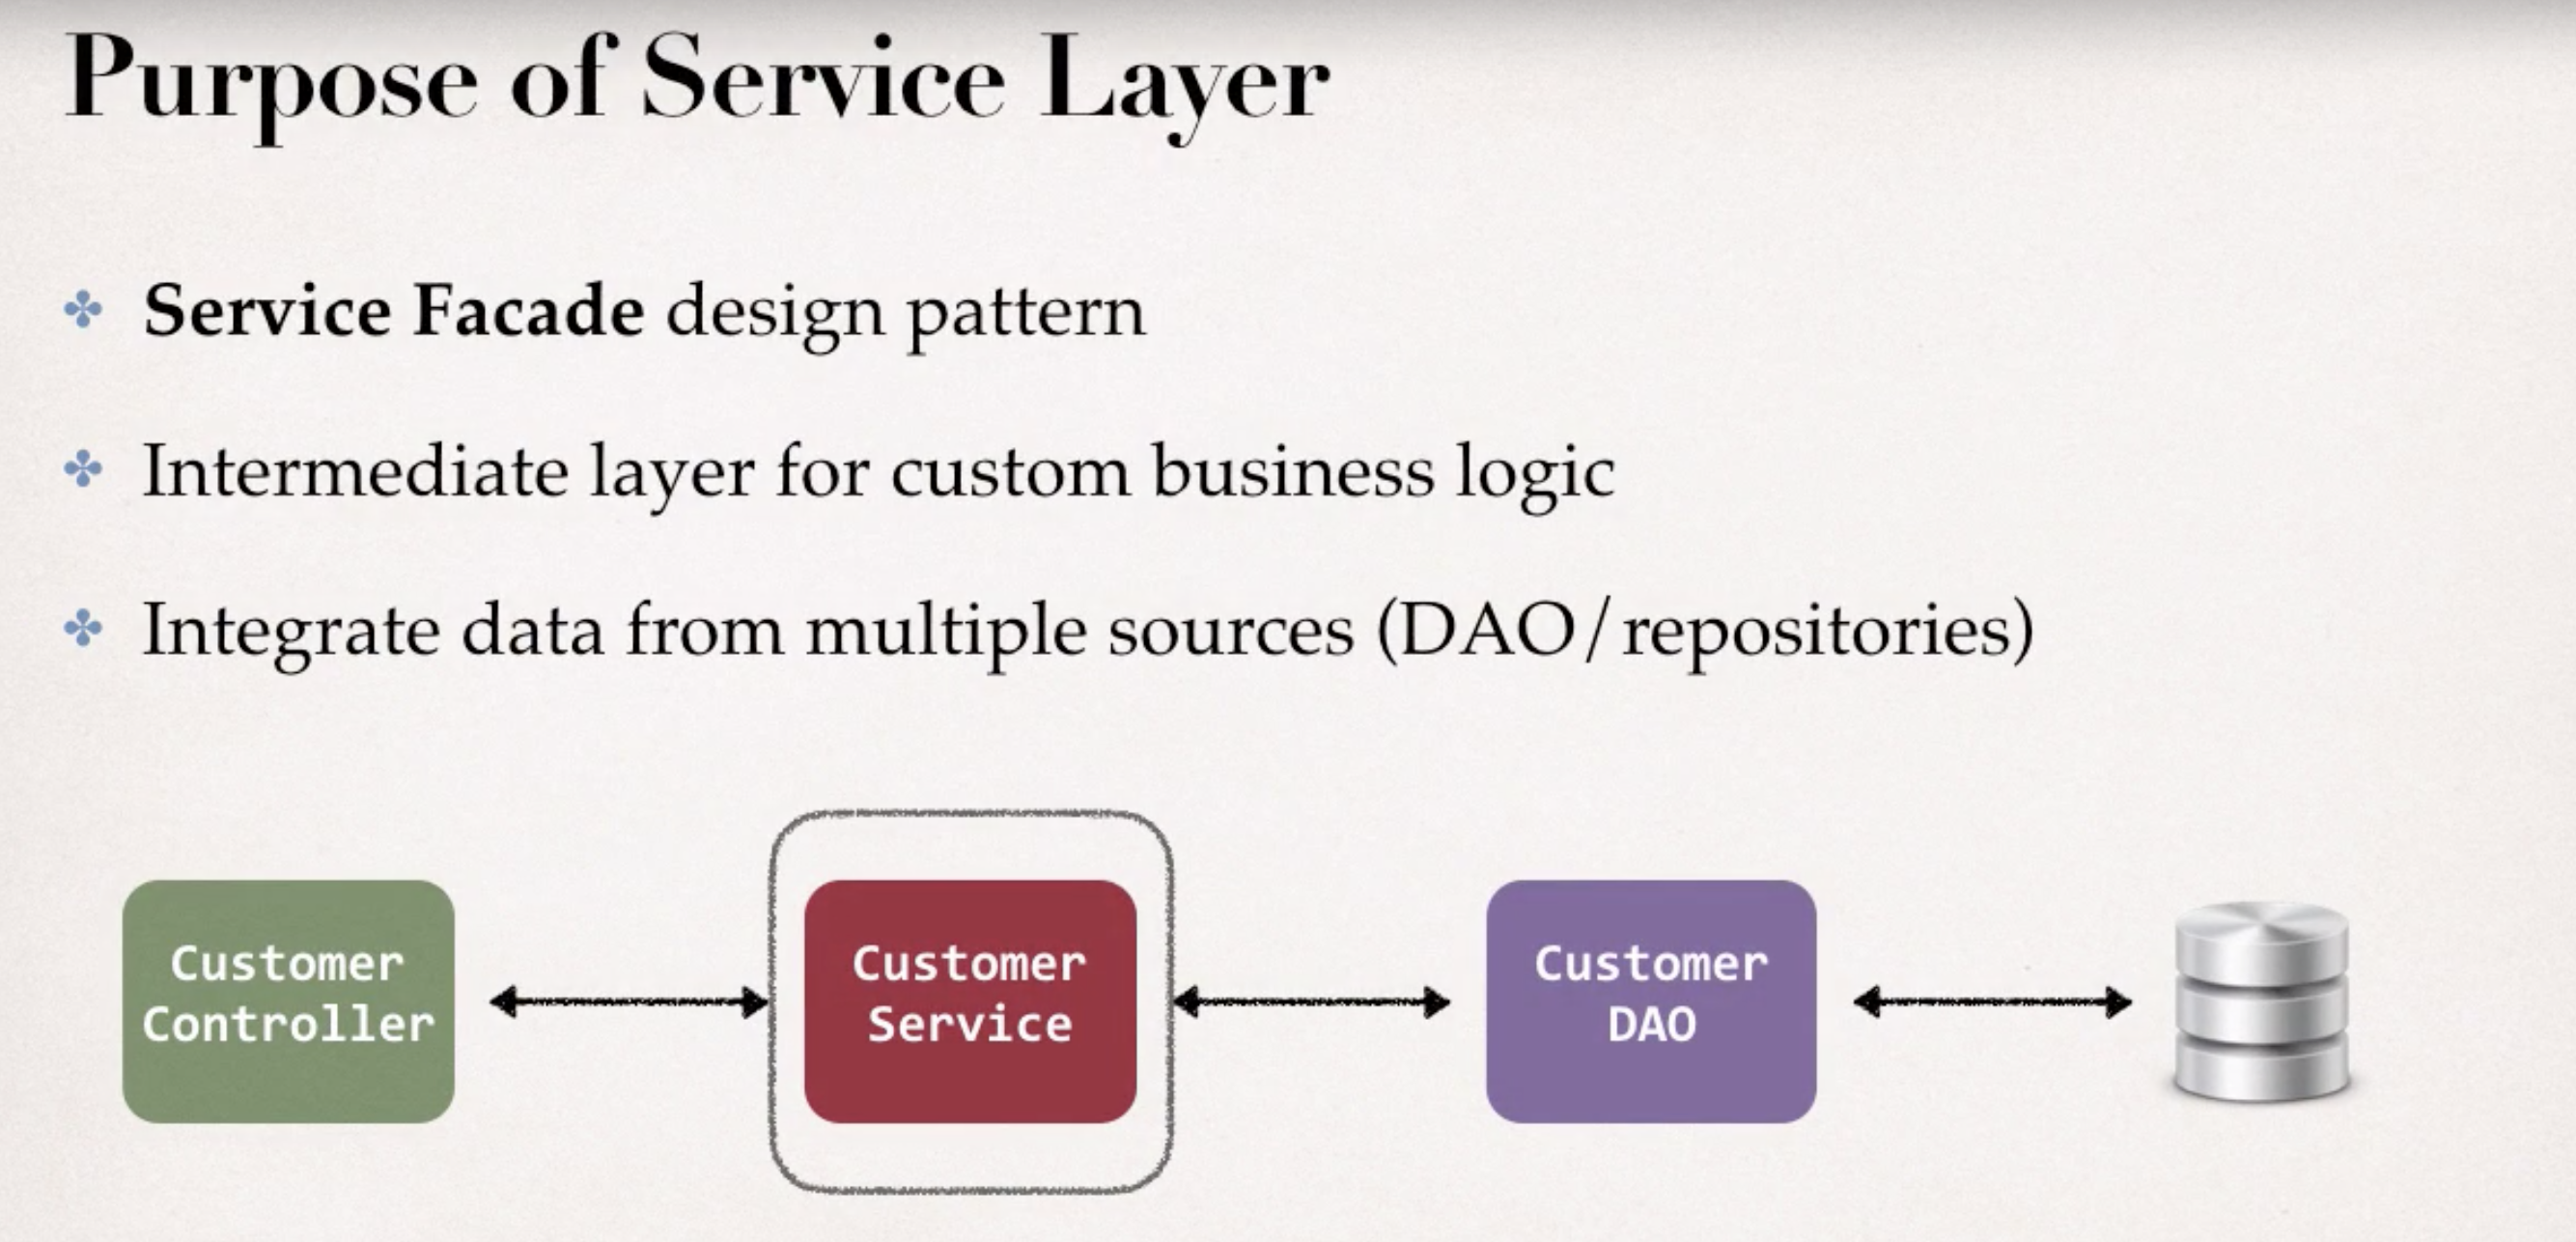 Purpose of Service Layer
Service Facade design pattern
Intermediate layer for custom business logic
Integrate data from multiple sources (DAO/repositories)
Customer
Controller
Customer
Service
Customer
DAO